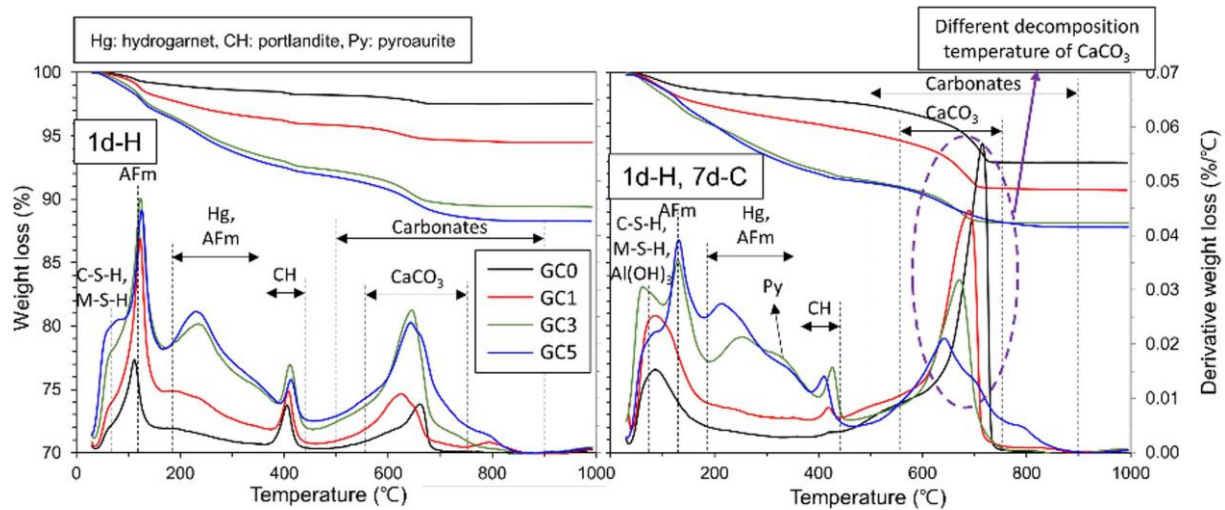 Hg: hydrogarnet, CH: portlandite, Py: pyroaurite
Different decomposition
temperature of CaCO₃
100
95
90
85
80
75
70
Weight loss (%)
1d-H
AFm
C-S-H,
M-S-H
Hg,
AFm
CH
Carbonates
CaCO₃
GC0
GC1
GC3
GC5
0
200
400
600
800
1000
Temperature (℃)
1d-H, 7d-C
Carbonates
CaCO₃
AFm
C-S-H,
M-S-H,
Al(OH)₃
Hg,
AFm
Py
CH
0
200
400
600
800
1000
Temperature (℃)
0.07
0.06
0.05
0.04
0.03
0.02
0.01
0.00
Derivative weight loss (%/℃)